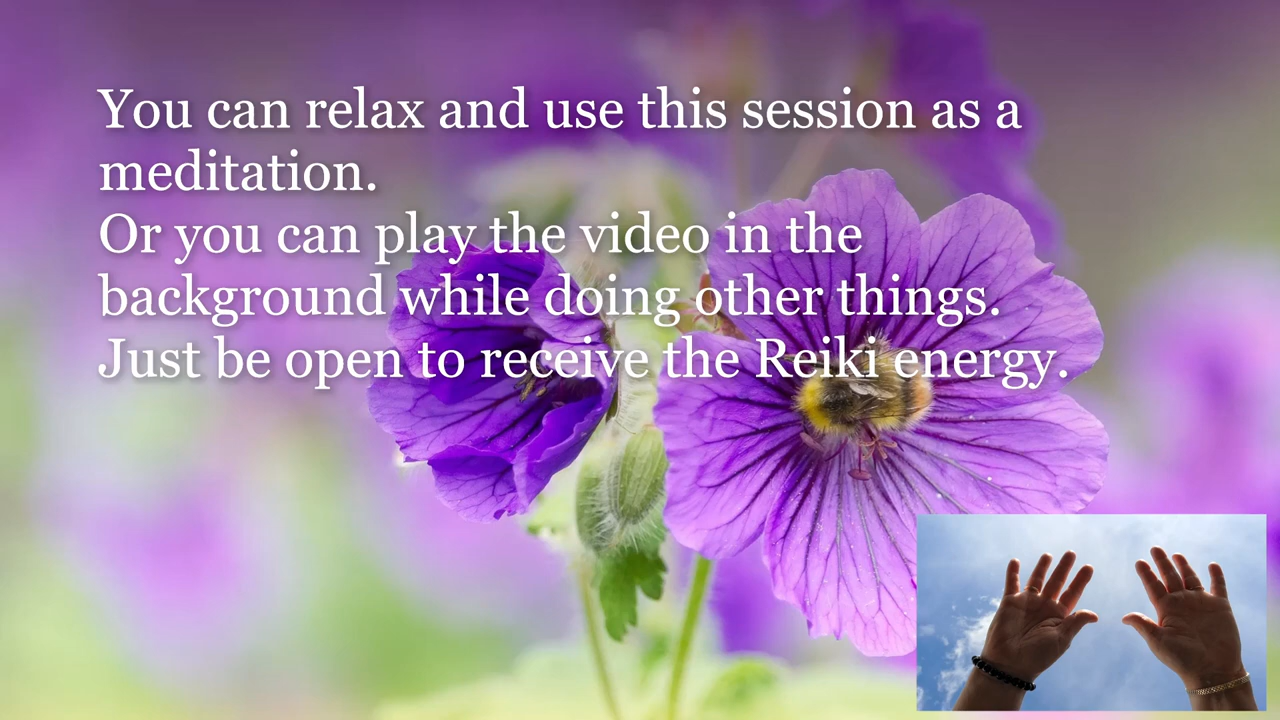 You can relax and use this session as a
meditation.
Or you can play the video in the
background while doing other things.
Just be open to receive the Reiki energy.